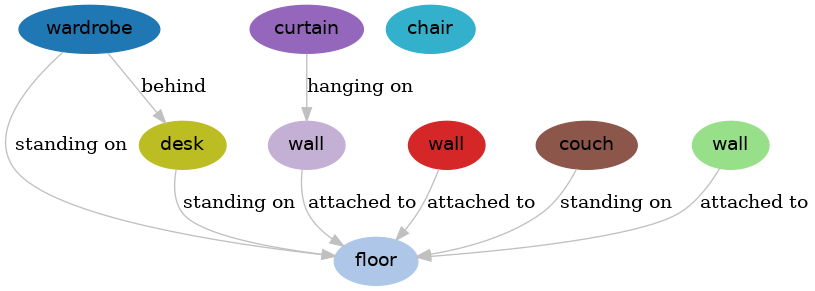 wardrobe
curtain
chair
behind
hanging on
standing on
desk
wall
wall
couch
wall
standing on
attached to
attached to
standing on
attached to
floor